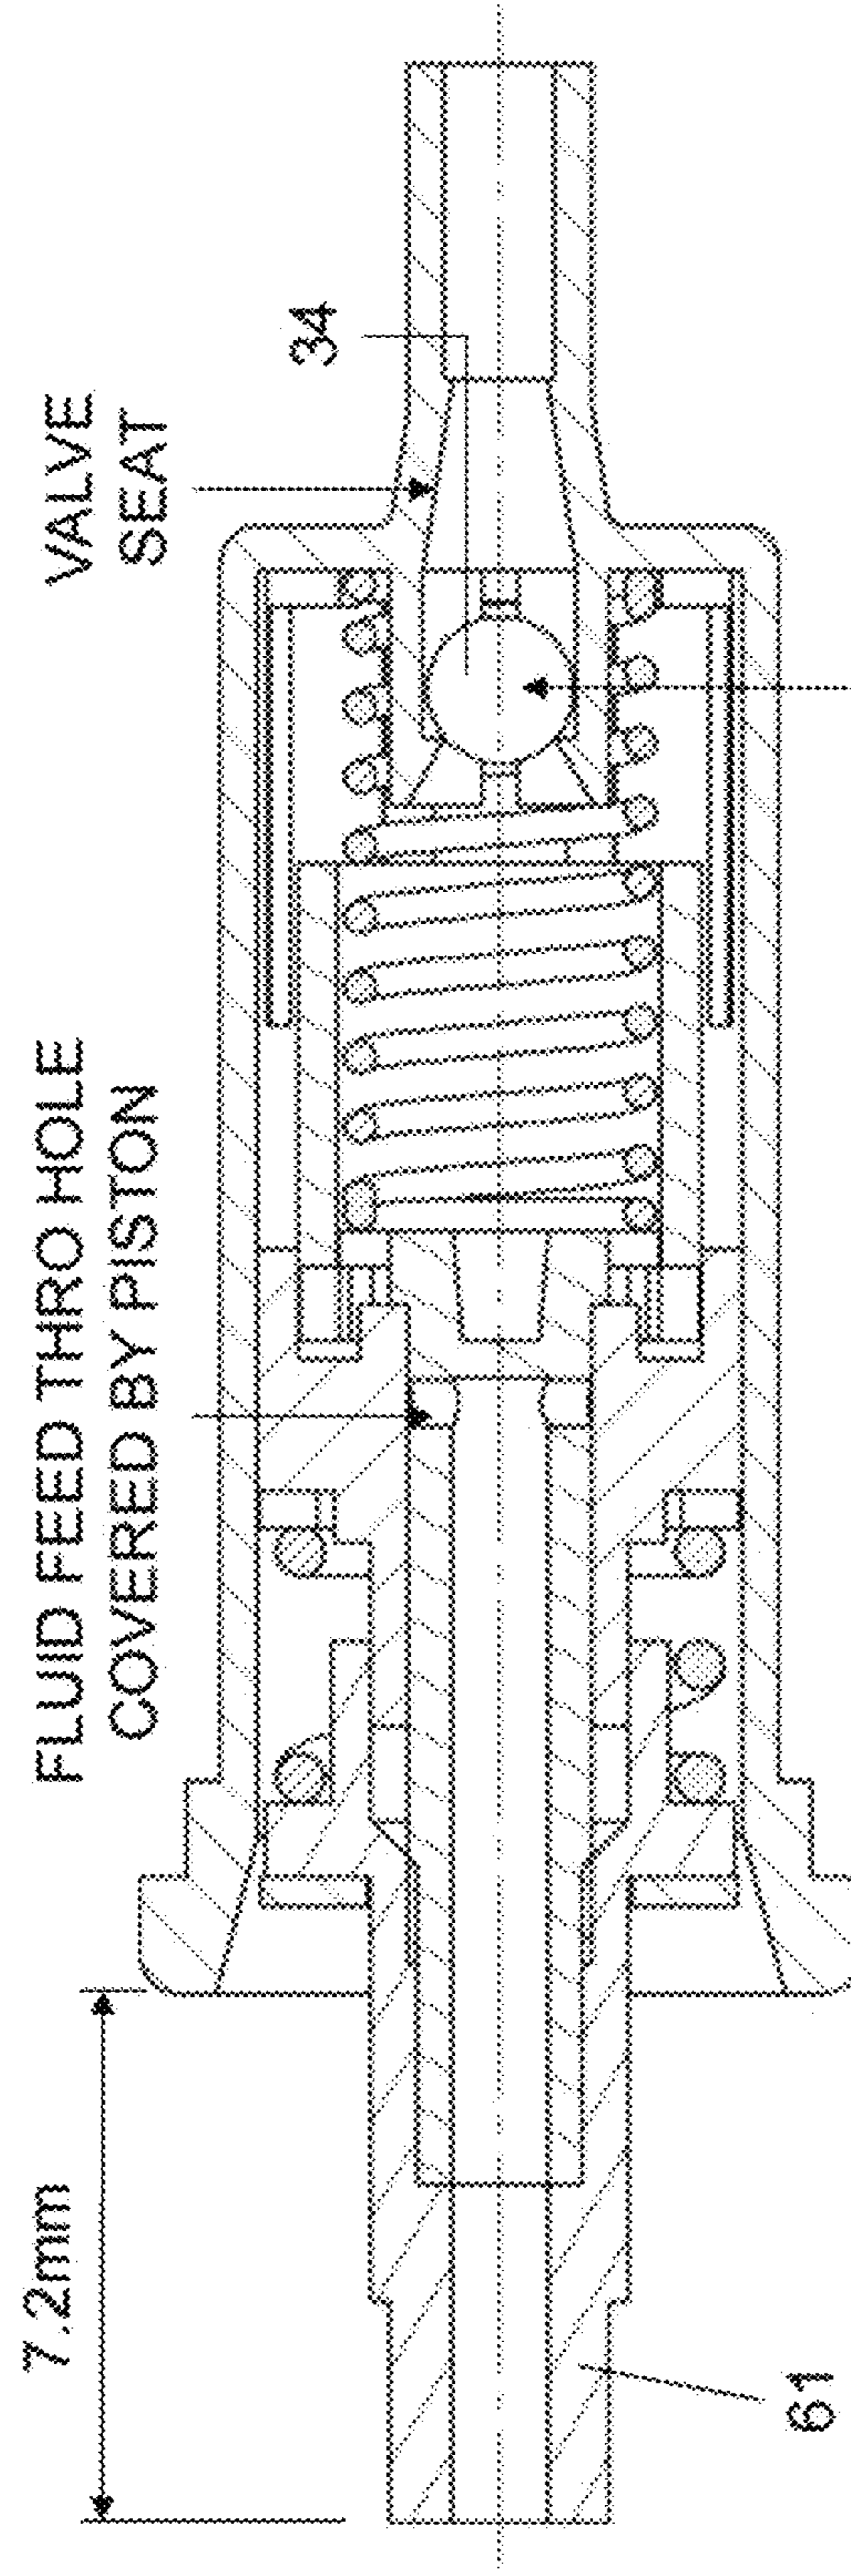 VALVE
SEAT
34
FLUID FEED THRO HOLE
COVERED BY PISTON
7.2mm
61